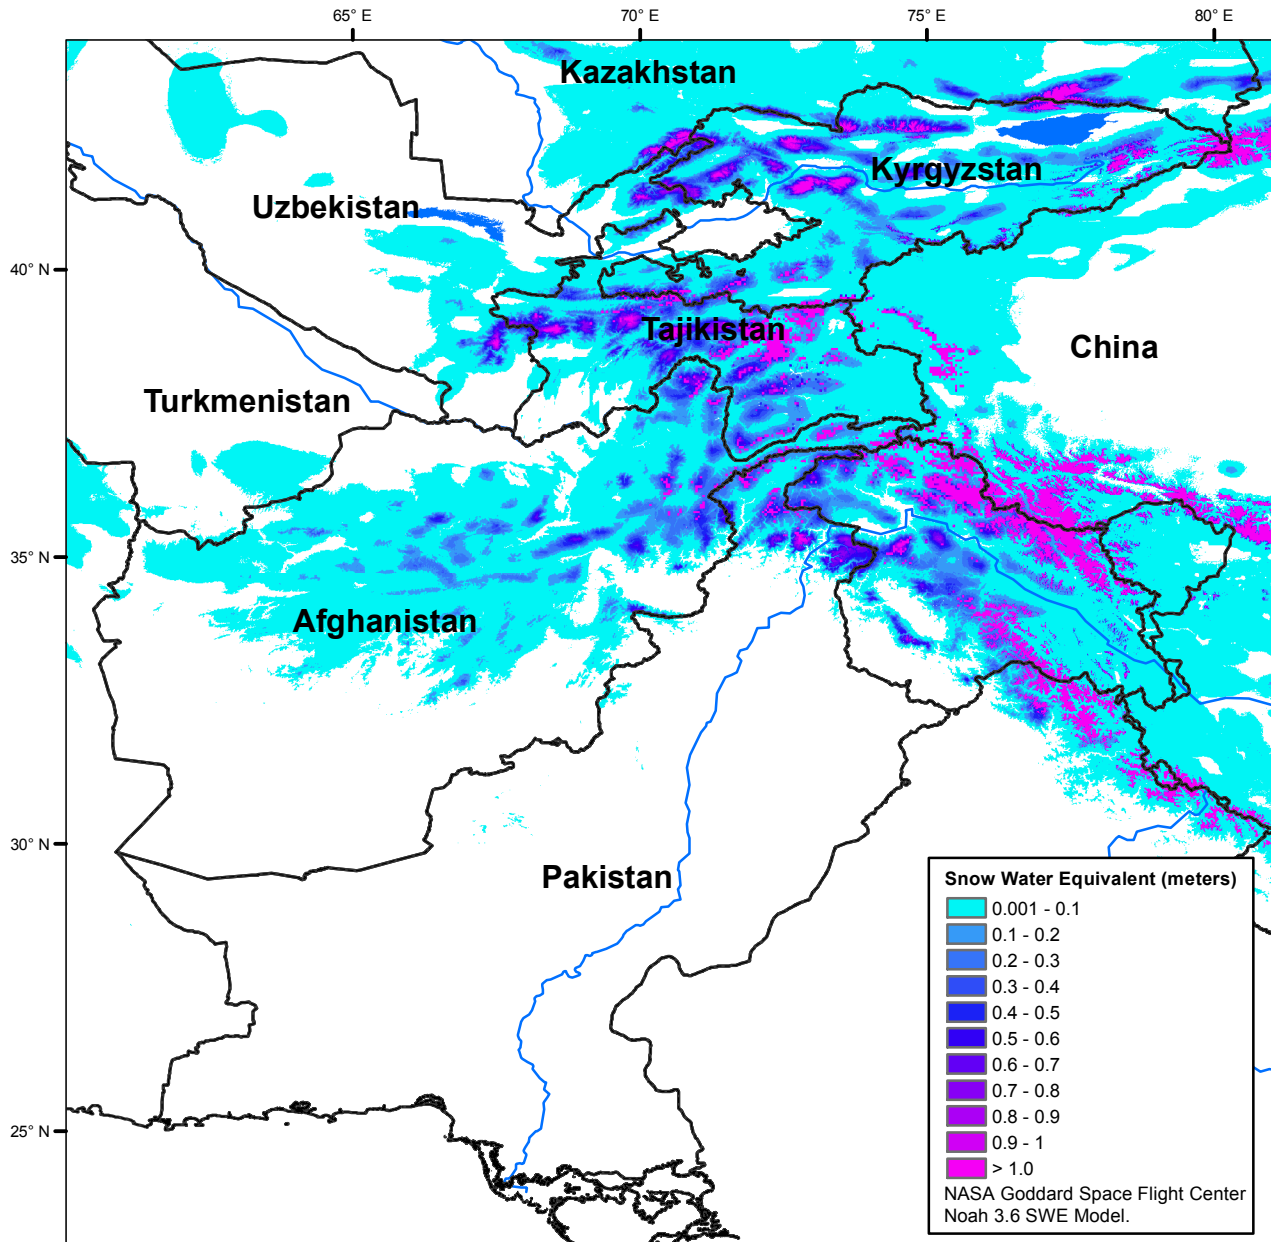 65° E
70° E
75° E
80° E
Kazakhstan
Kyrgyzstan
Uzbekistan
40° N
Tajikistan
China
Turkmenistan
35° N
Afghanistan
30° N
Pakistan
25° N
Snow Water Equivalent (meters)
0.001 - 0.1
0.1 - 0.2
0.2 - 0.3
0.3 - 0.4
0.4 - 0.5
0.5 - 0.6
0.6 - 0.7
0.7 - 0.8
0.8 - 0.9
0.9 - 1
> 1.0
NASA Goddard Space Flight Center
Noah 3.6 SWE Model.